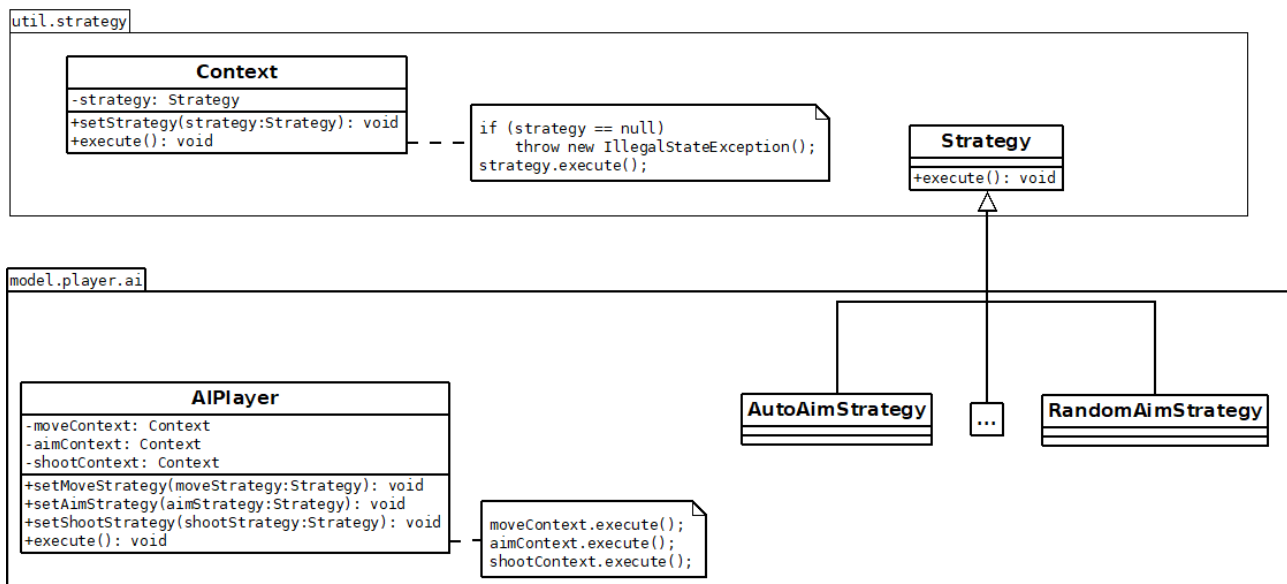 util.strategy
Context
-strategy: Strategy
+setStrategy(strategy:Strategy): void
+execute(): void
if (strategy == null)
throw new IllegalStateException();
strategy.execute();
Strategy
+execute(): void
model.player.ai
AIPlayer
-moveContext: Context
-aimContext: Context
-shootContext: Context
+setMoveStrategy(moveStrategy:Strategy): void
+setAimStrategy(aimStrategy:Strategy): void
+setShootStrategy(shootStrategy:Strategy): void
+execute(): void
moveContext.execute();
aimContext.execute();
shootContext.execute();
AutoAimStrategy
...
RandomAimStrategy